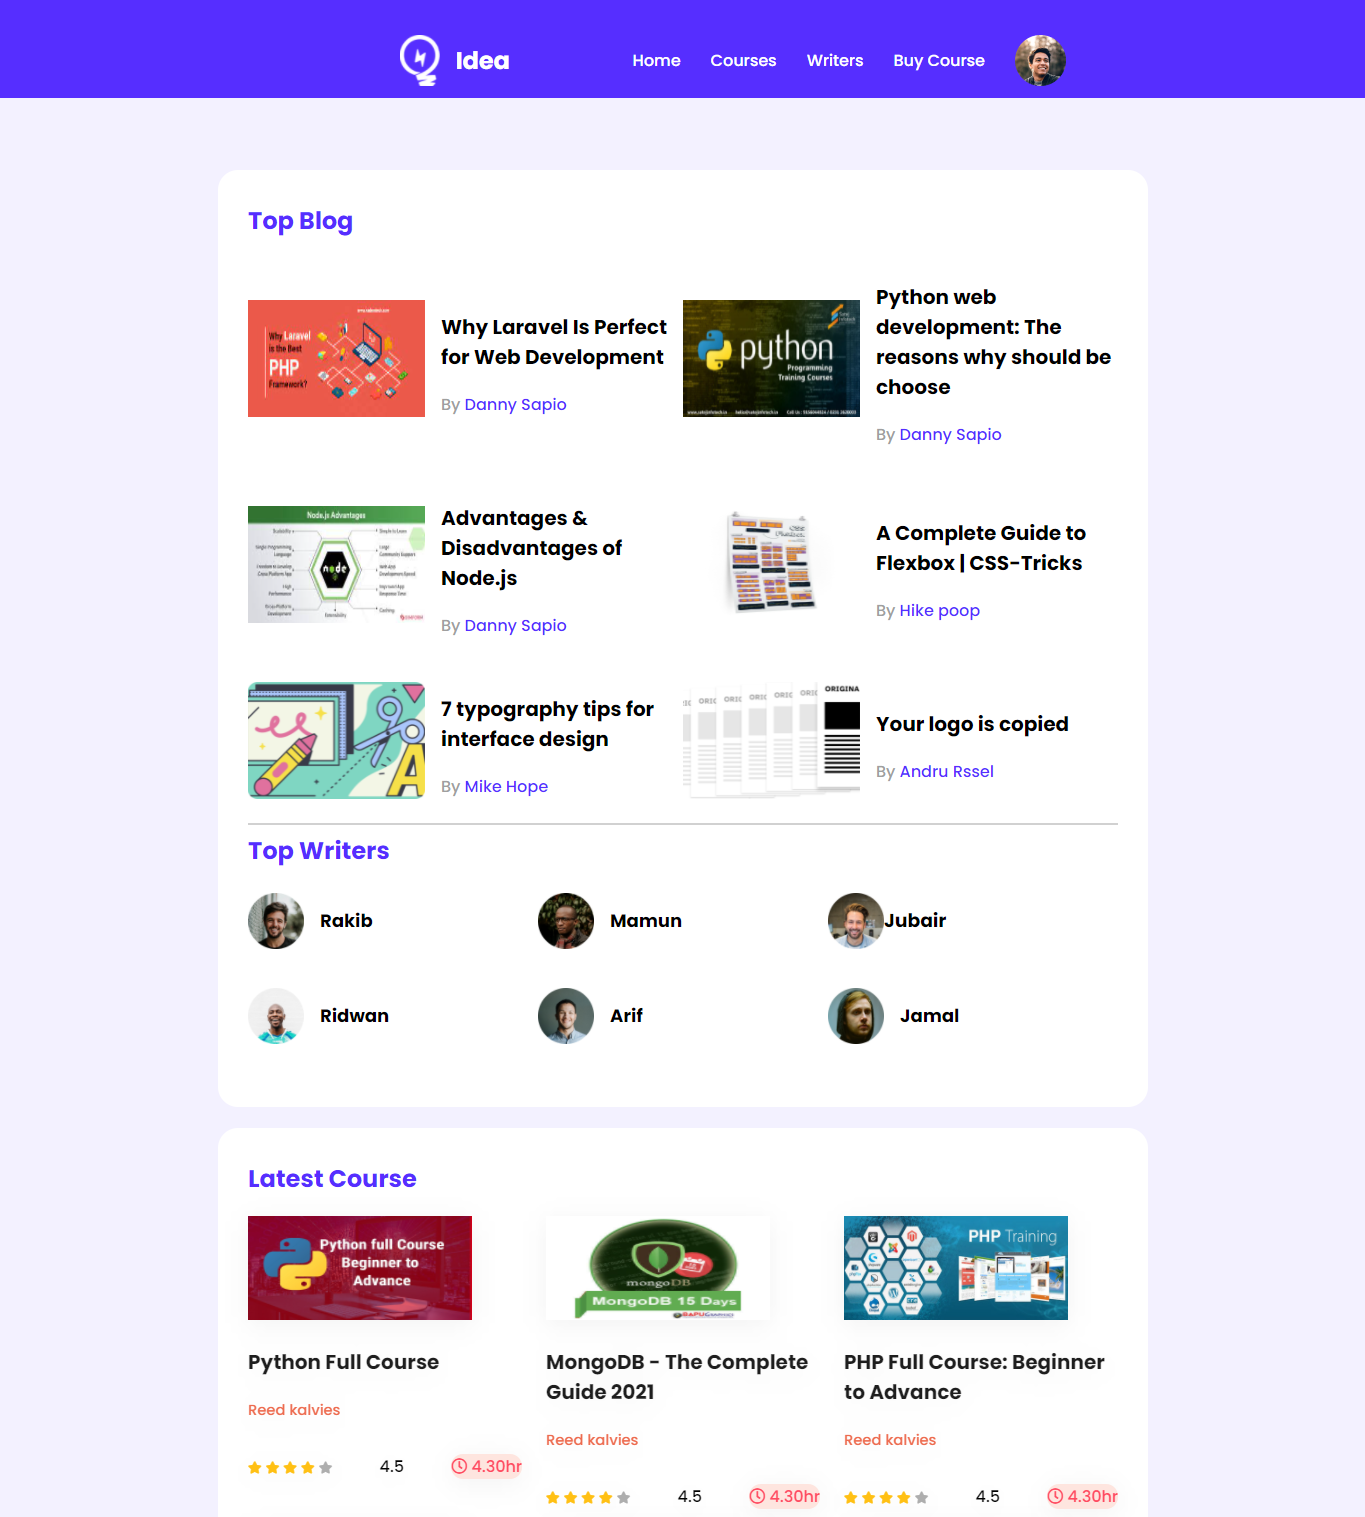 Idea
Home
Courses
Writers
Buy Course
Top Blog
Why Laravel
is the Best
PHP
Framework?
Why Laravel Is Perfect
for Web Development
By Danny Sapio
python
Programming
Training Courses
Python web
development: The
reasons why should be
choose
By Danny Sapio
Node.js Advantages
Scalability
node
Extensibility
Caching
Advantages &
Disadvantages of
Node.js
By Danny Sapio
A Complete Guide to
Flexbox | CSS-Tricks
By Hike poop
7 typography tips for
interface design
By Mike Hope
ORIGINA
Your logo is copied
By Andru Rssel
Top Writers
Rakib
Mamun
Jubair
Ridwan
Arif
Jamal
Latest Course
Python full Course
Beginner to
Advance
mongoDB
MongoDB 15 Days
PHP Training
Python Full Course
Reed kalvies
4.5
4.30hr
MongoDB - The Complete
Guide 2021
Reed kalvies
4.5
4.30hr
PHP Full Course: Beginner
to Advance
Reed kalvies
4.5
4.30hr